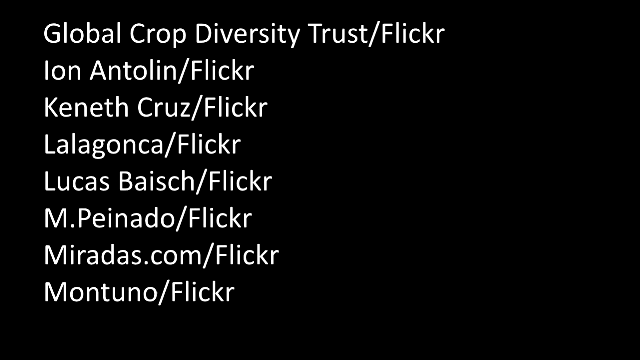 Global Crop Diversity Trust/Flickr
Ion Antolin/Flickr
Keneth Cruz/Flickr
Lalagonca/Flickr
Lucas Baisch/Flickr
M.Peinado/Flickr
Miradas.com/Flickr
Montuno/Flickr